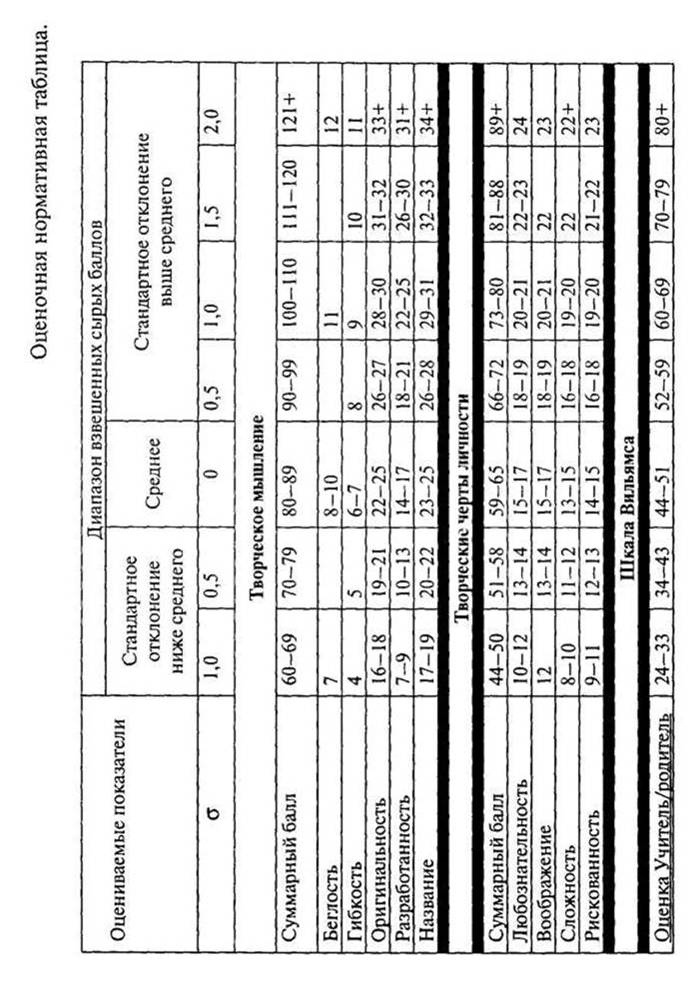 Оценочная нормативная таблица.
Оцениваемые показатели
Диапазон взвешенных сырых баллов
Стандартное отклонение ниже среднего
Среднее
Стандартное отклонение выше среднего
σ 1,0 0,5 0 0,5 1,0 1,5 2,0
Творческое мышление
Суммарный балл 60–69 70–79 80–89 90–99 100–110 111–120 121+
Беглость 7 8–10 11 12
Гибкость 4 5 6–7 8 9 10 11
Оригинальность 16–18 19–21 22–25 26–27 28–30 31–32 33+
Разработанность 7–9 10–13 14–17 18–21 22–25 26–30 31+
Название 17–19 20–22 23–25 26–28 29–31 32–33 34+
Творческие черты личности
Суммарный балл 44–50 51–58 59–65 66–72 73–80 81–88 89+
Любознательность 10–12 13–14 15–17 18–19 20–21 22–23 24
Воображение 12 13–14 15–17 18–19 20–21 22 23
Сложность 8–10 11–12 13–15 16–18 19–20 22 22+
Рискованность 9–11 12–13 14–15 16–18 19–20 21–22 23
Шкала Вильямса
Оценка Учитель/родитель 24–33 34–43 44–51 52–59 60–69 70–79 80+